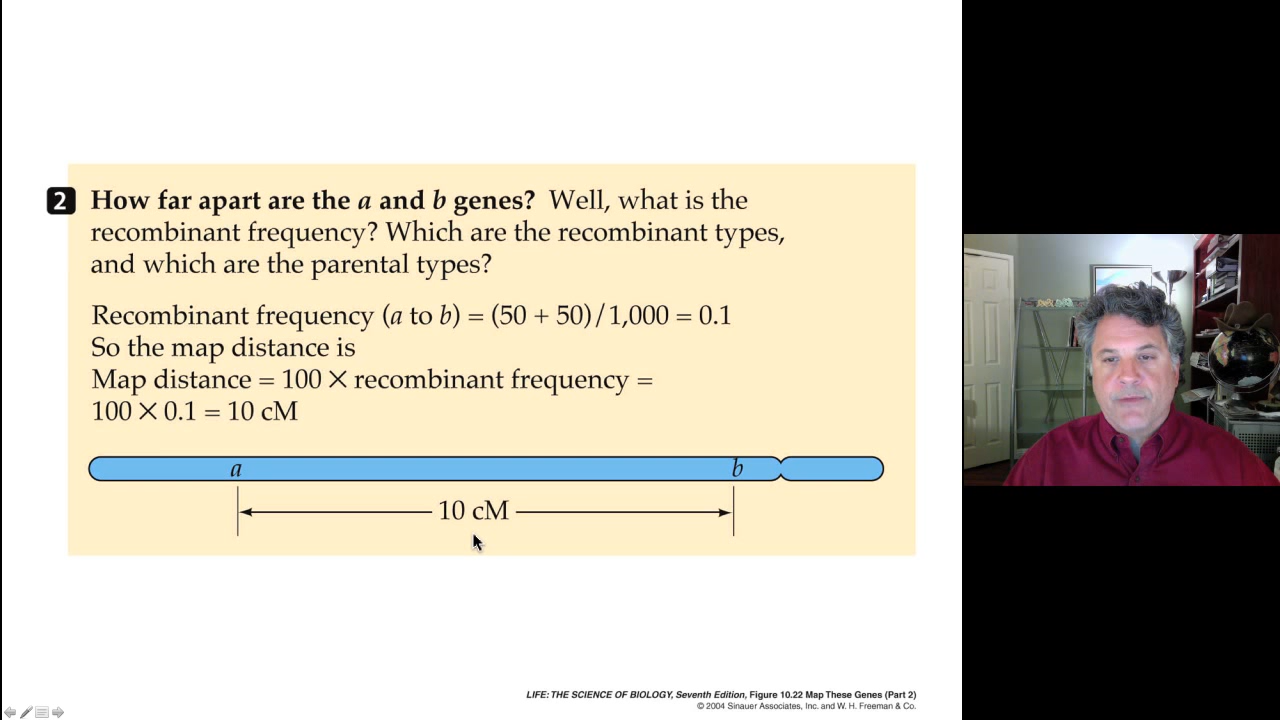 2
How far apart are the a and b genes? Well, what is the
recombinant frequency? Which are the recombinant types,
and which are the parental types?
Recombinant frequency (a to b) = (50 + 50)/1,000 = 0.1
So the map distance is
Map distance = 100 × recombinant frequency =
100 × 0.1 = 10 cM
a b
10 cM
LIFE: THE SCIENCE OF BIOLOGY, Seventh Edition, Figure 10.22 Map These Genes (Part 2)
© 2004 Sinauer Associates, Inc. and W. H. Freeman & Co.